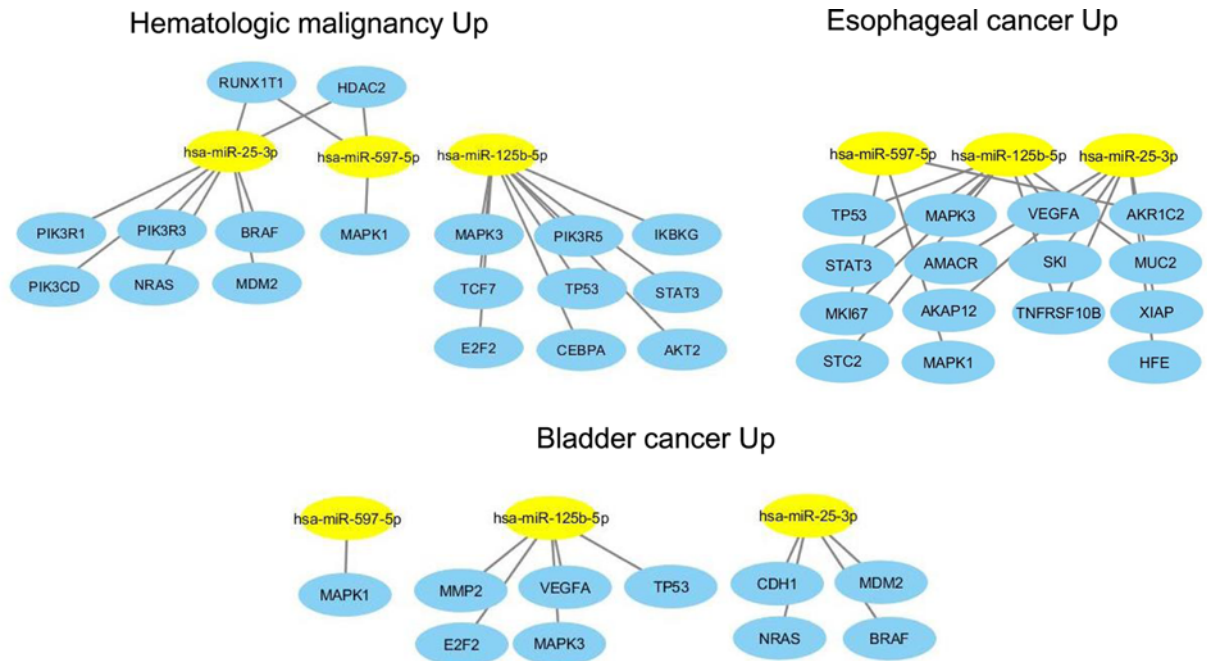 Hematologic malignancy Up
Esophageal cancer Up
RUNX1T1
HDAC2
hsa-miR-25-3p
hsa-miR-597-5p
hsa-miR-125b-5p
PIK3R1
PIK3R3
BRAF
MAPK1
MAPK3
PIK3R5
IKBKG
PIK3CD
NRAS
MDM2
TCF7
TP53
STAT3
E2F2
CEBPA
AKT2
hsa-miR-597-5p
hsa-miR-125b-5p
hsa-miR-25-3p
TP53
MAPK3
VEGFA
AKR1C2
STAT3
AMACR
SKI
MUC2
MKI67
AKAP12
TNFRSF10B
XIAP
STC2
MAPK1
HFE
Bladder cancer Up
hsa-miR-597-5p
hsa-miR-125b-5p
hsa-miR-25-3p
MAPK1
MMP2
VEGFA
TP53
CDH1
MDM2
E2F2
MAPK3
NRAS
BRAF